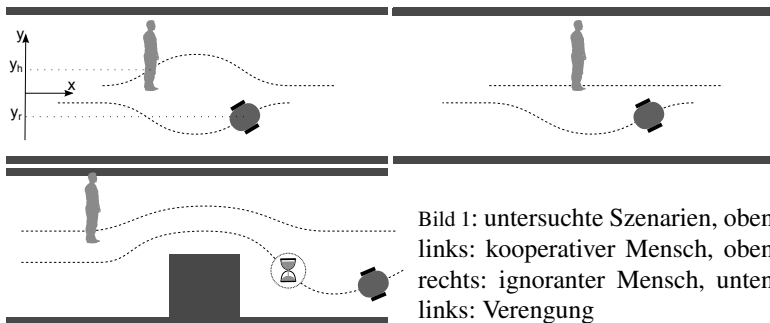 y
yh
x
yr
Bild 1: untersuchte Szenarien, oben
links: kooperativer Mensch, oben
rechts: ignoranter Mensch, unten
links: Verengung